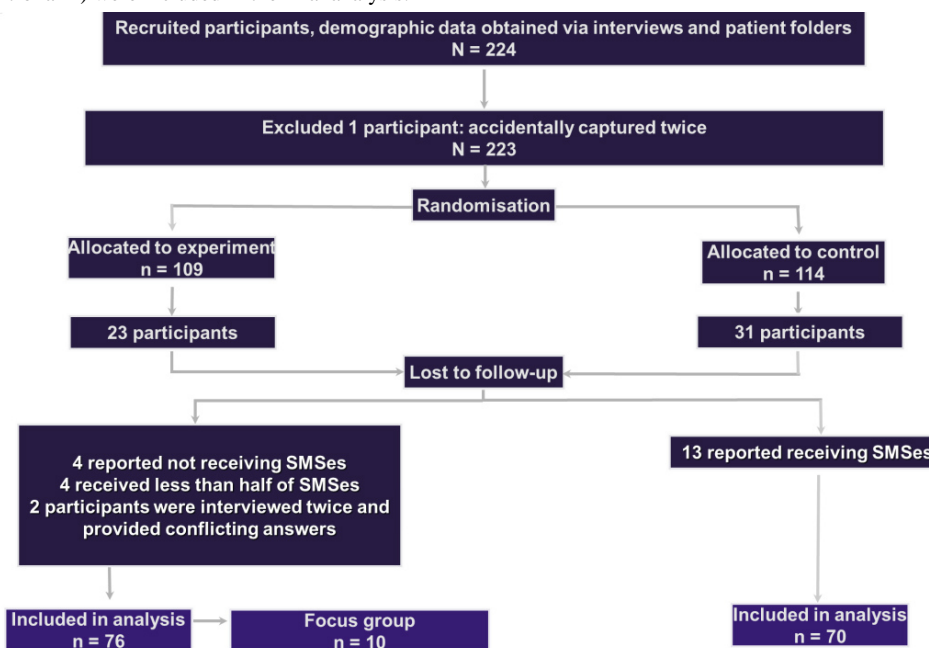 Recruited participants, demographic data obtained via interviews and patient folders
N = 224
Excluded 1 participant: accidentally captured twice
N = 223
Randomisation
Allocated to experiment
n = 109
Allocated to control
n = 114
23 participants
31 participants
Lost to follow-up
4 reported not receiving SMSes
4 received less than half of SMSes
2 participants were interviewed twice and
provided conflicting answers
13 reported receiving SMSes
Included in analysis
n = 76
Focus group
n = 10
Included in analysis
n = 70